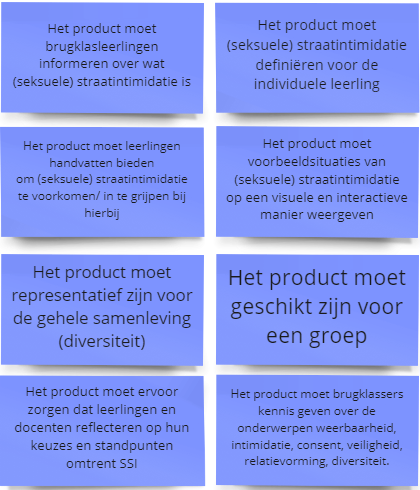 Het product moet
brugklasleerlingen
informeren over wat
(seksuele) straatintimidatie is
Het product moet
(seksuele) straatintimidatie
definiëren voor de
individuele leerling
Het product moet leerlingen
handvatten bieden
om (seksuele) straatintimidatie
te voorkomen/ in te grijpen bij
hierbij
Het product moet
voorbeeldsituaties van
(seksuele) straatintimidatie
op een visuele en interactieve
manier weergeven
Het product moet
representatief zijn voor
de gehele samenleving
(diversiteit)
Het product moet
geschikt zijn voor
een groep
Het product moet ervoor
zorgen dat leerlingen en
docenten reflecteren op hun
keuzes en standpunten
omtrent SSI
Het product moet brugklassers
kennis geven over de
onderwerpen weerbaarheid,
intimidatie, consent, veiligheid,
relatievorming, diversiteit.